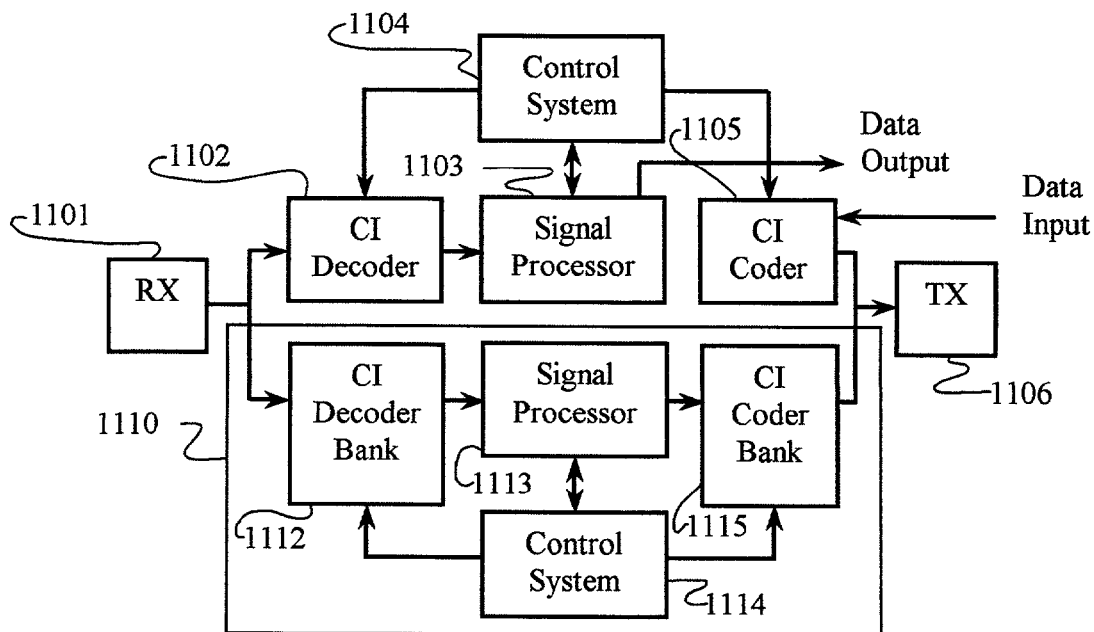 1104
Control
System
1105
Data
Output
1102
1103
1101
CI
Decoder
Signal
Processor
CI
Coder
Data
Input
RX
TX
CI
Decoder
Bank
Signal
Processor
CI
Coder
Bank
1106
1110
1113
1112
1115
Control
System
1114